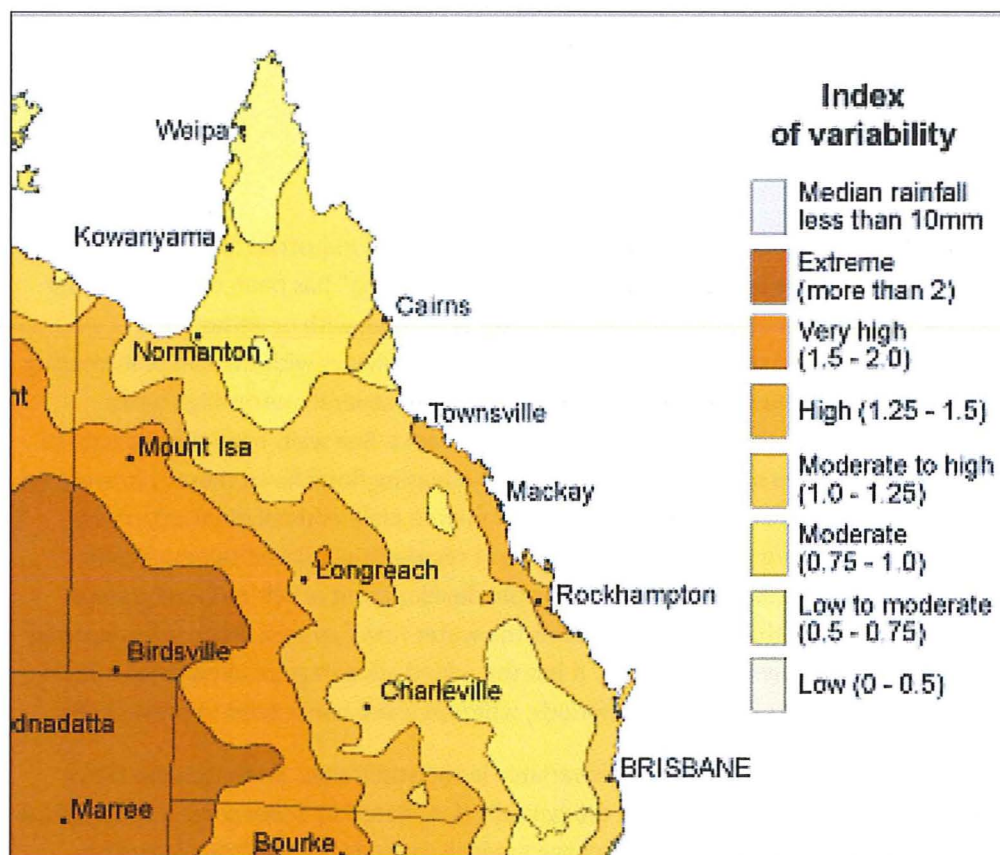 Index
of variability
Median rainfall
less than 10mm
Extreme
(more than 2)
Very high
(1.5 - 2.0)
High (1.25 - 1.5)
Moderate to high
(1.0 - 1.25)
Moderate
(0.75 - 1.0)
Low to moderate
(0.5 - 0.75)
Low (0 - 0.5)
Weipa
Kowanyama
Cairns
Normanton
nt
Townsville
Mount Isa
Mackay
Longreach
Rockhampton
Birdsville
Charleville
dnadatta
BRISBANE
Marree
Bourke